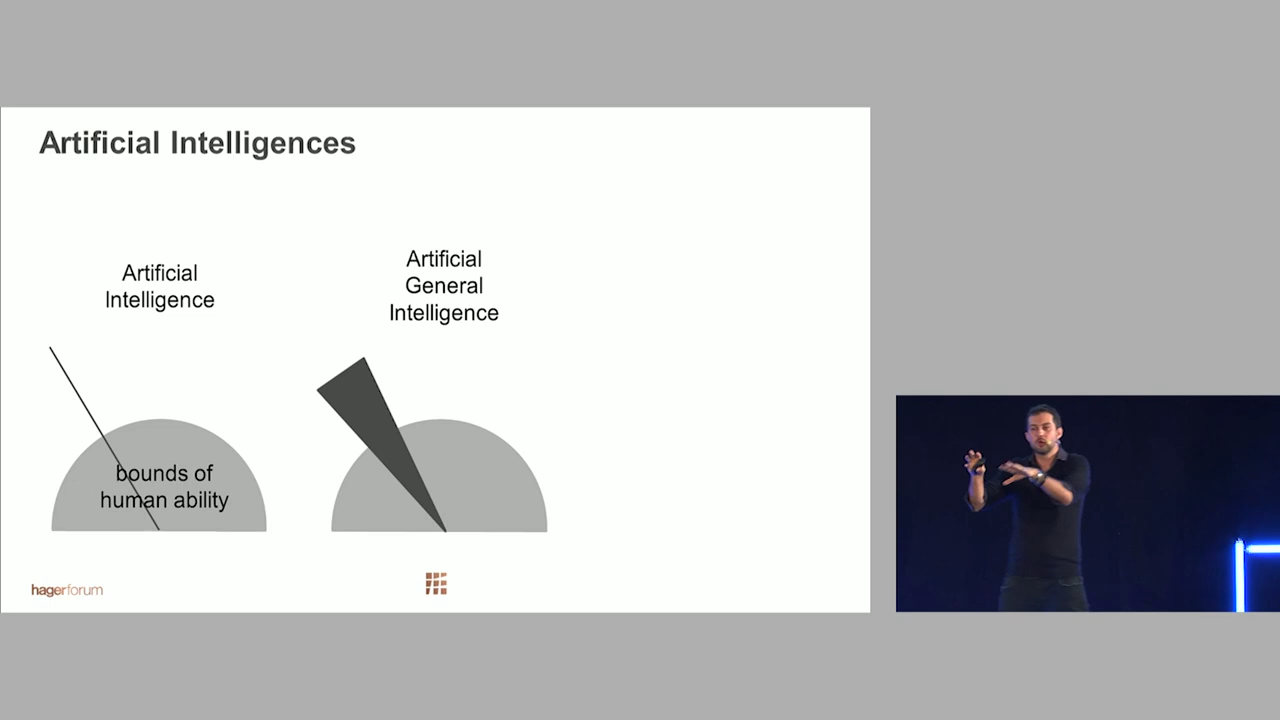 Artificial Intelligences
Artificial
Intelligence
Artificial
General
Intelligence
bounds of
human ability
hagerforum